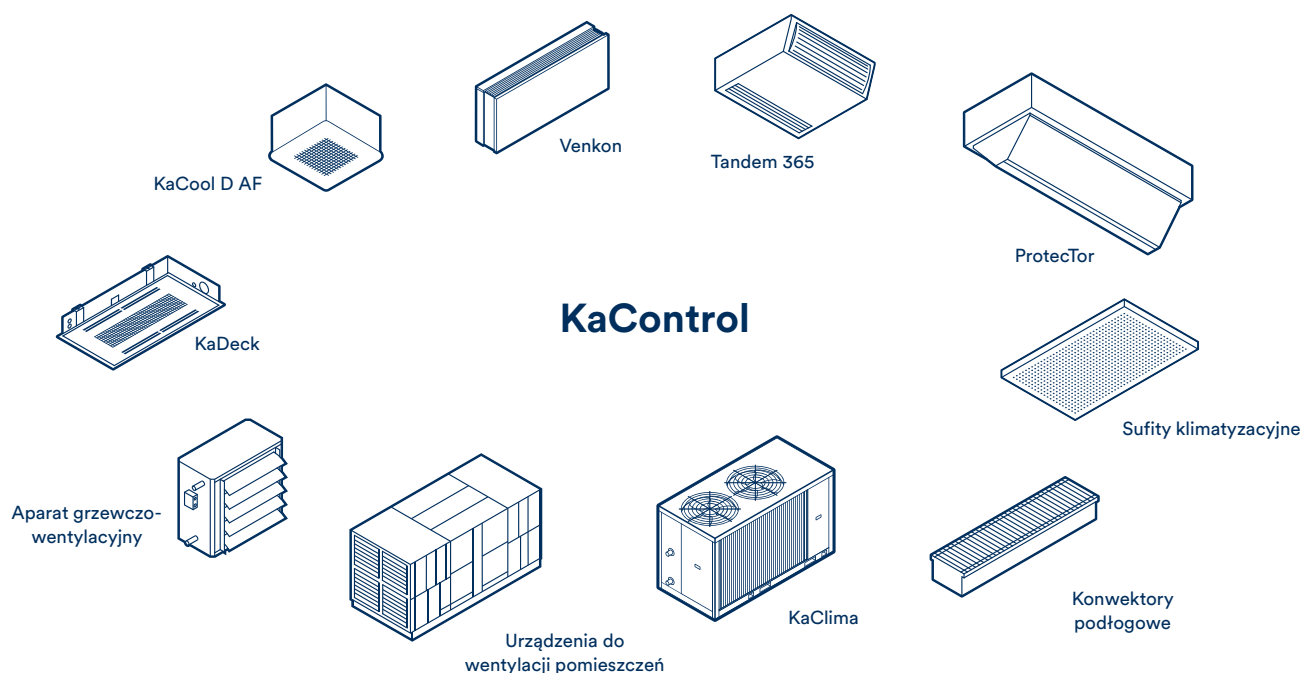 Venkon
Tandem 365
KaCool D AF
ProtecTor
KaControl
KaDeck
Sufity klimatyzacyjne
Aparat grzewczo-
wentylacyjny
Urządzenia do
wentylacji pomieszczeń
KaClima
Konwektory
podłogowe